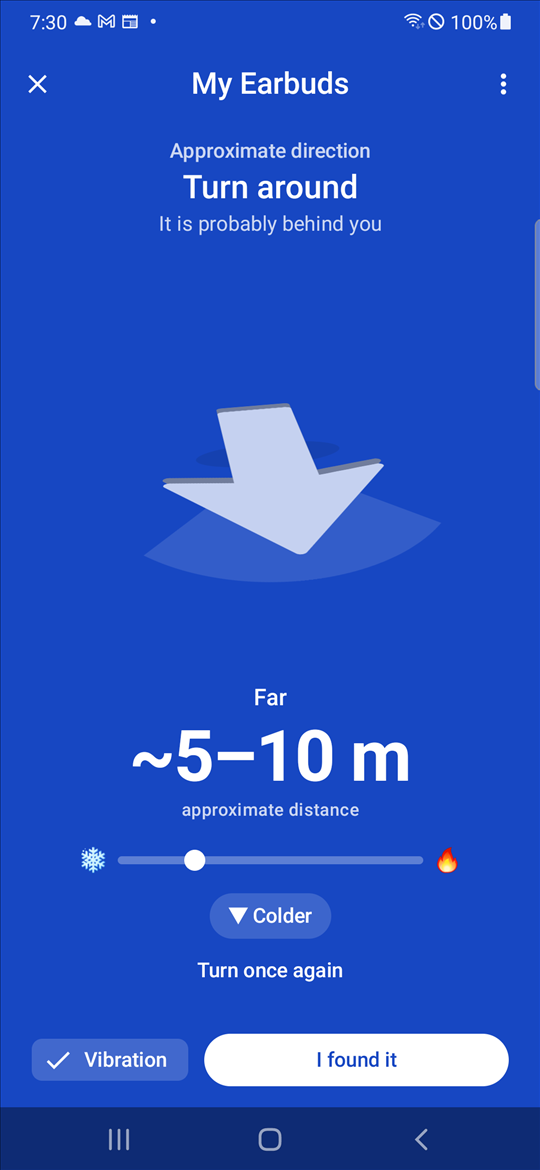 7:30 100%
My Earbuds
Approximate direction
Turn around
It is probably behind you
Far
~5–10 m
approximate distance
▼ Colder
Turn once again
Vibration
I found it